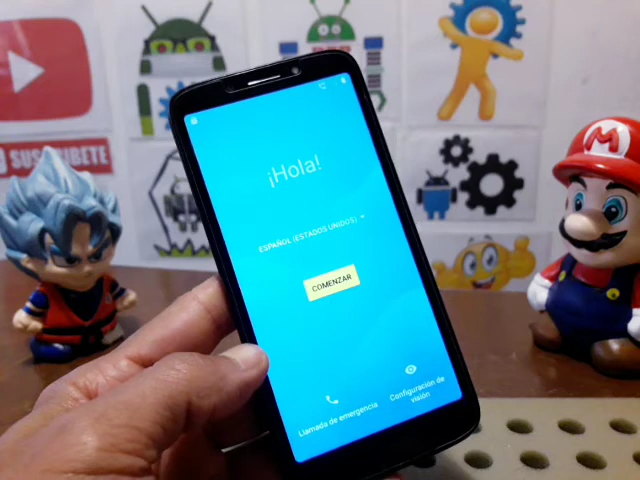 SUSCRIBETE
M
¡Hola!
ESPAÑOL (ESTADOS UNIDOS)
COMENZAR
Llamada de emergencia
Configuración de
visión